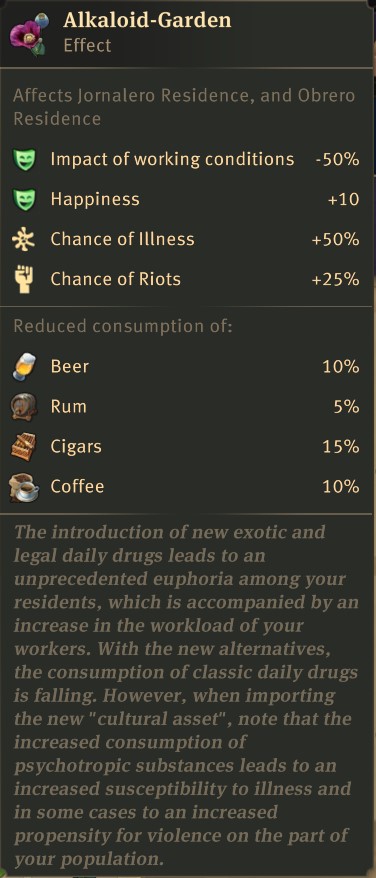 Alkaloid-Garden
Effect
Affects Jornalero Residence, and Obrero
Residence
Impact of working conditions -50%
Happiness +10
Chance of Illness +50%
Chance of Riots +25%
Reduced consumption of:
Beer 10%
Rum 5%
Cigars 15%
Coffee 10%
The introduction of new exotic and
legal daily drugs leads to an
unprecedented euphoria among your
residents, which is accompanied by an
increase in the workload of your
workers. With the new alternatives,
the consumption of classic daily drugs
is falling. However, when importing
the new "cultural asset", note that the
increased consumption of
psychotropic substances leads to an
increased susceptibility to illness and
in some cases to an increased
propensity for violence on the part of
your population.